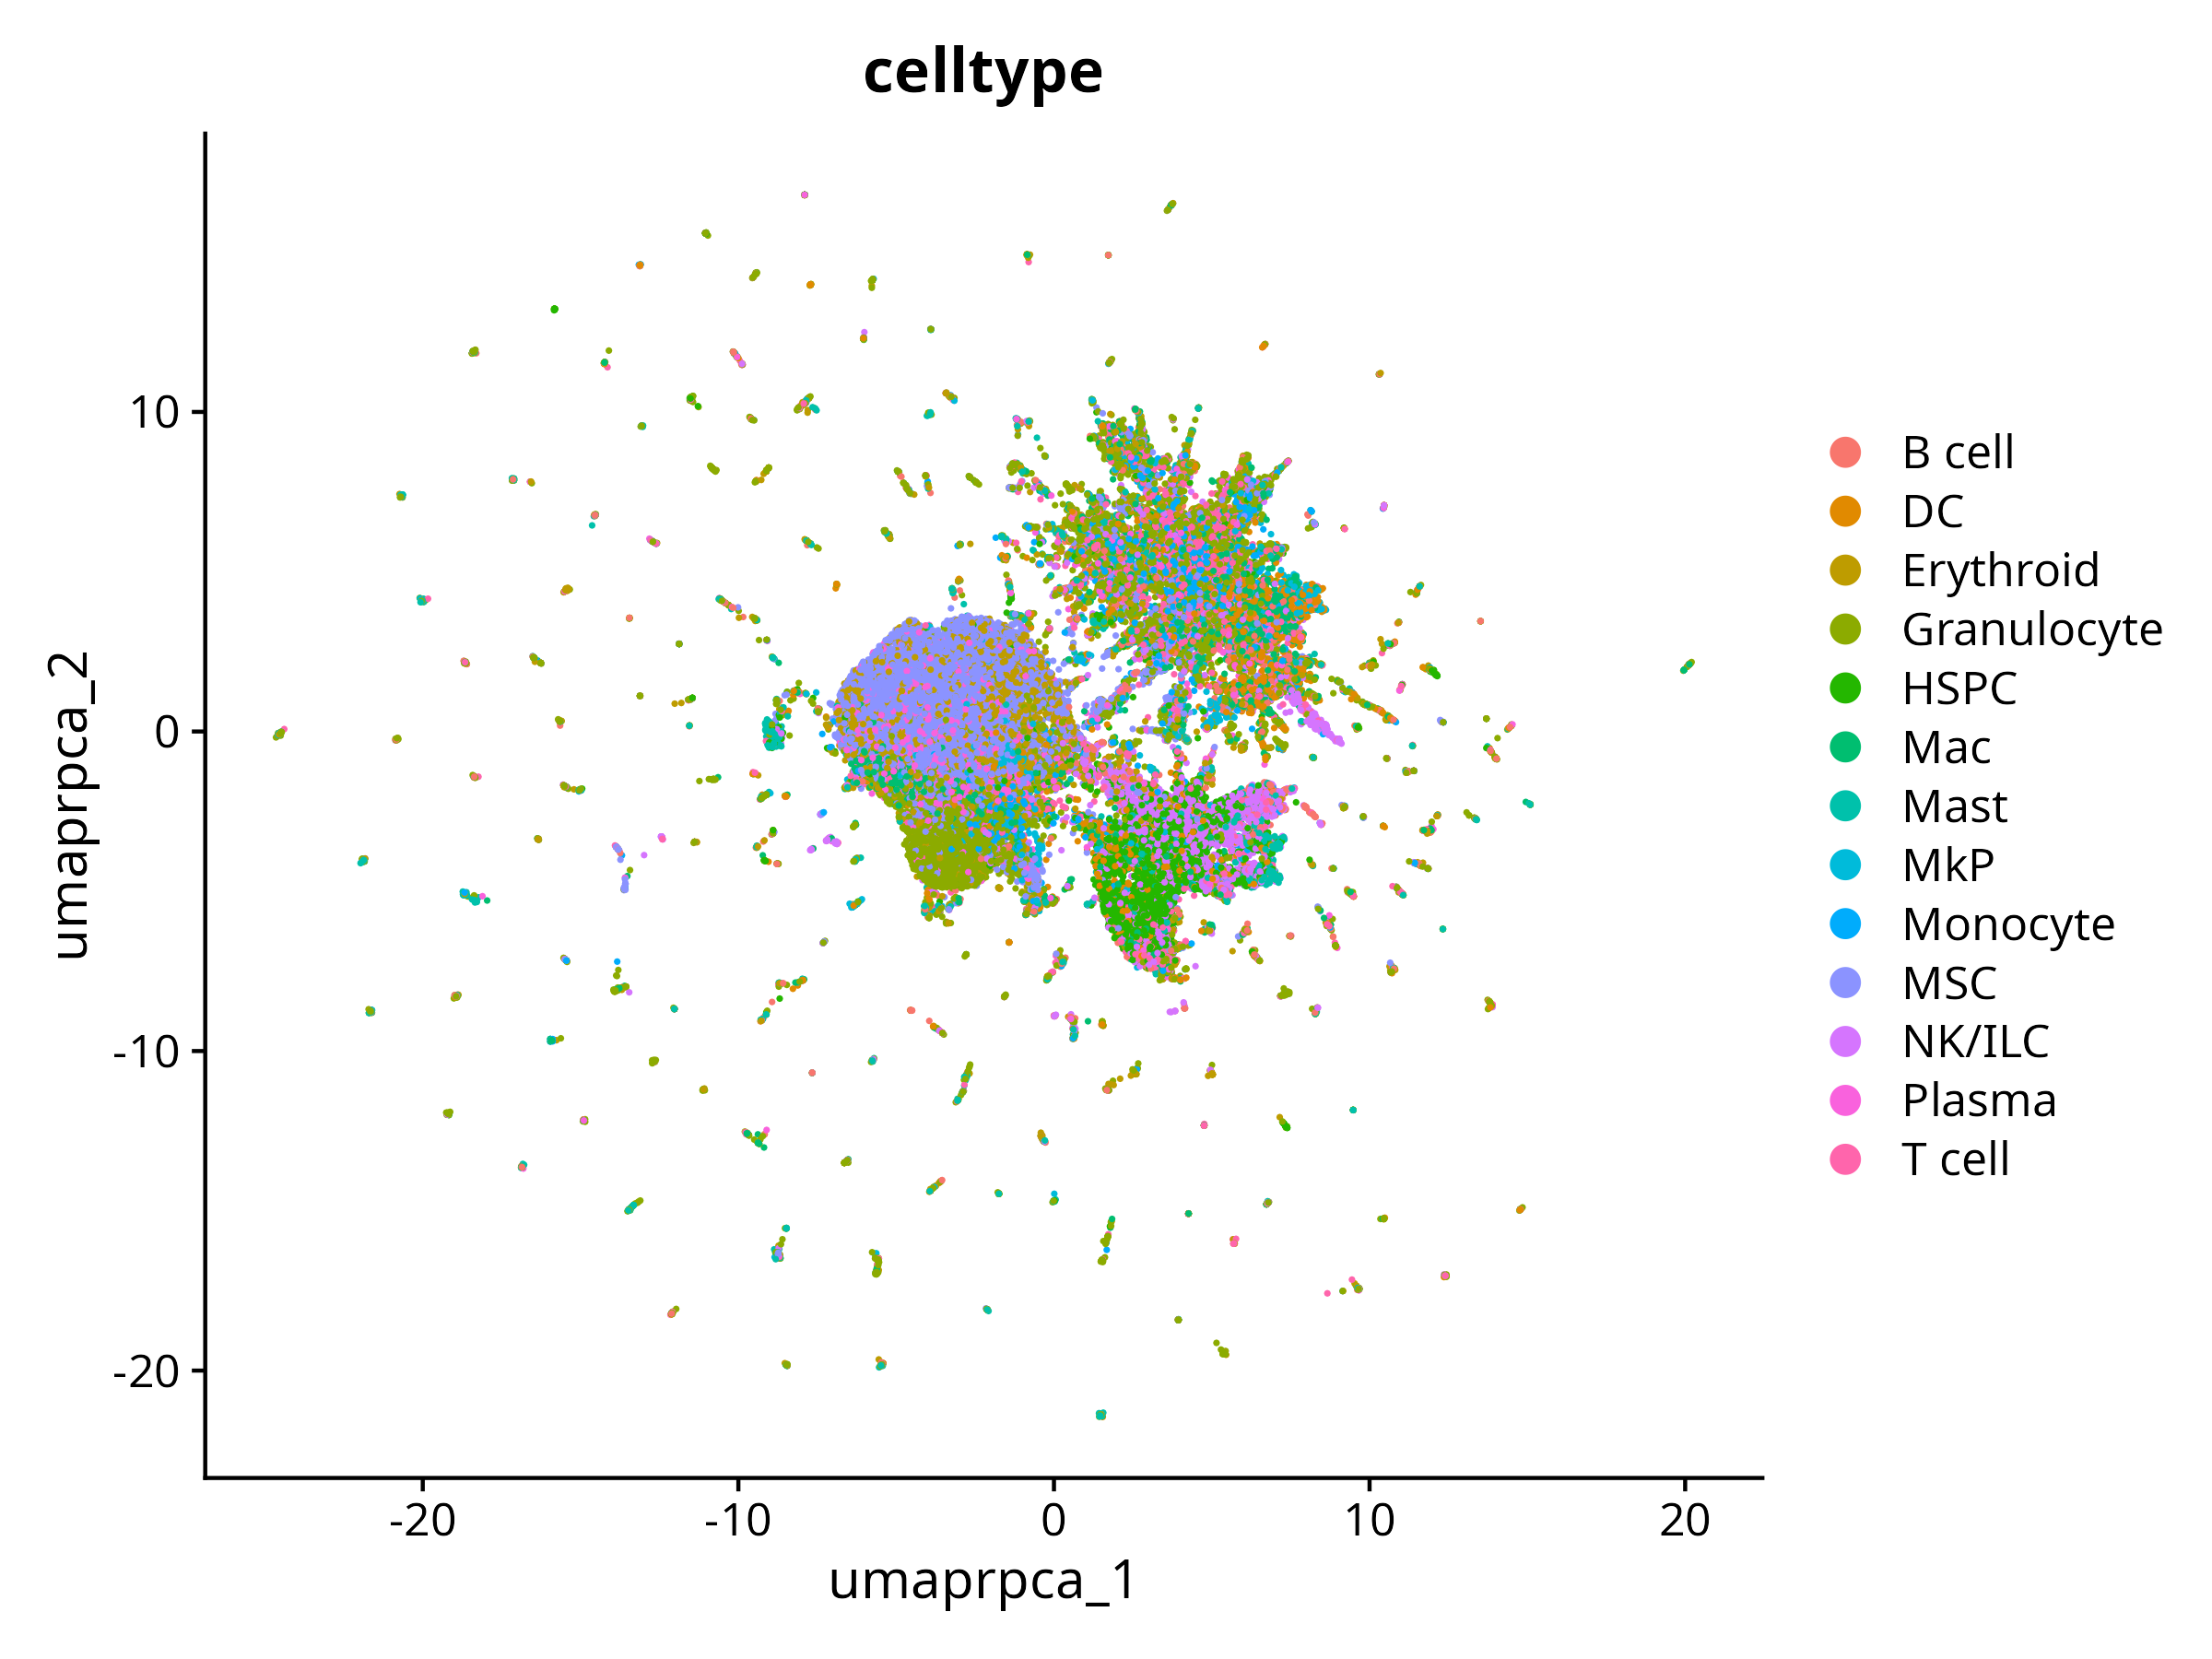 celltype
umaprpca_2
10
0
-10
-20
-20
-10
0
10
20
umaprpca_1
B cell
DC
Erythroid
Granulocyte
HSPC
Mac
Mast
MkP
Monocyte
MSC
NK/ILC
Plasma
T cell